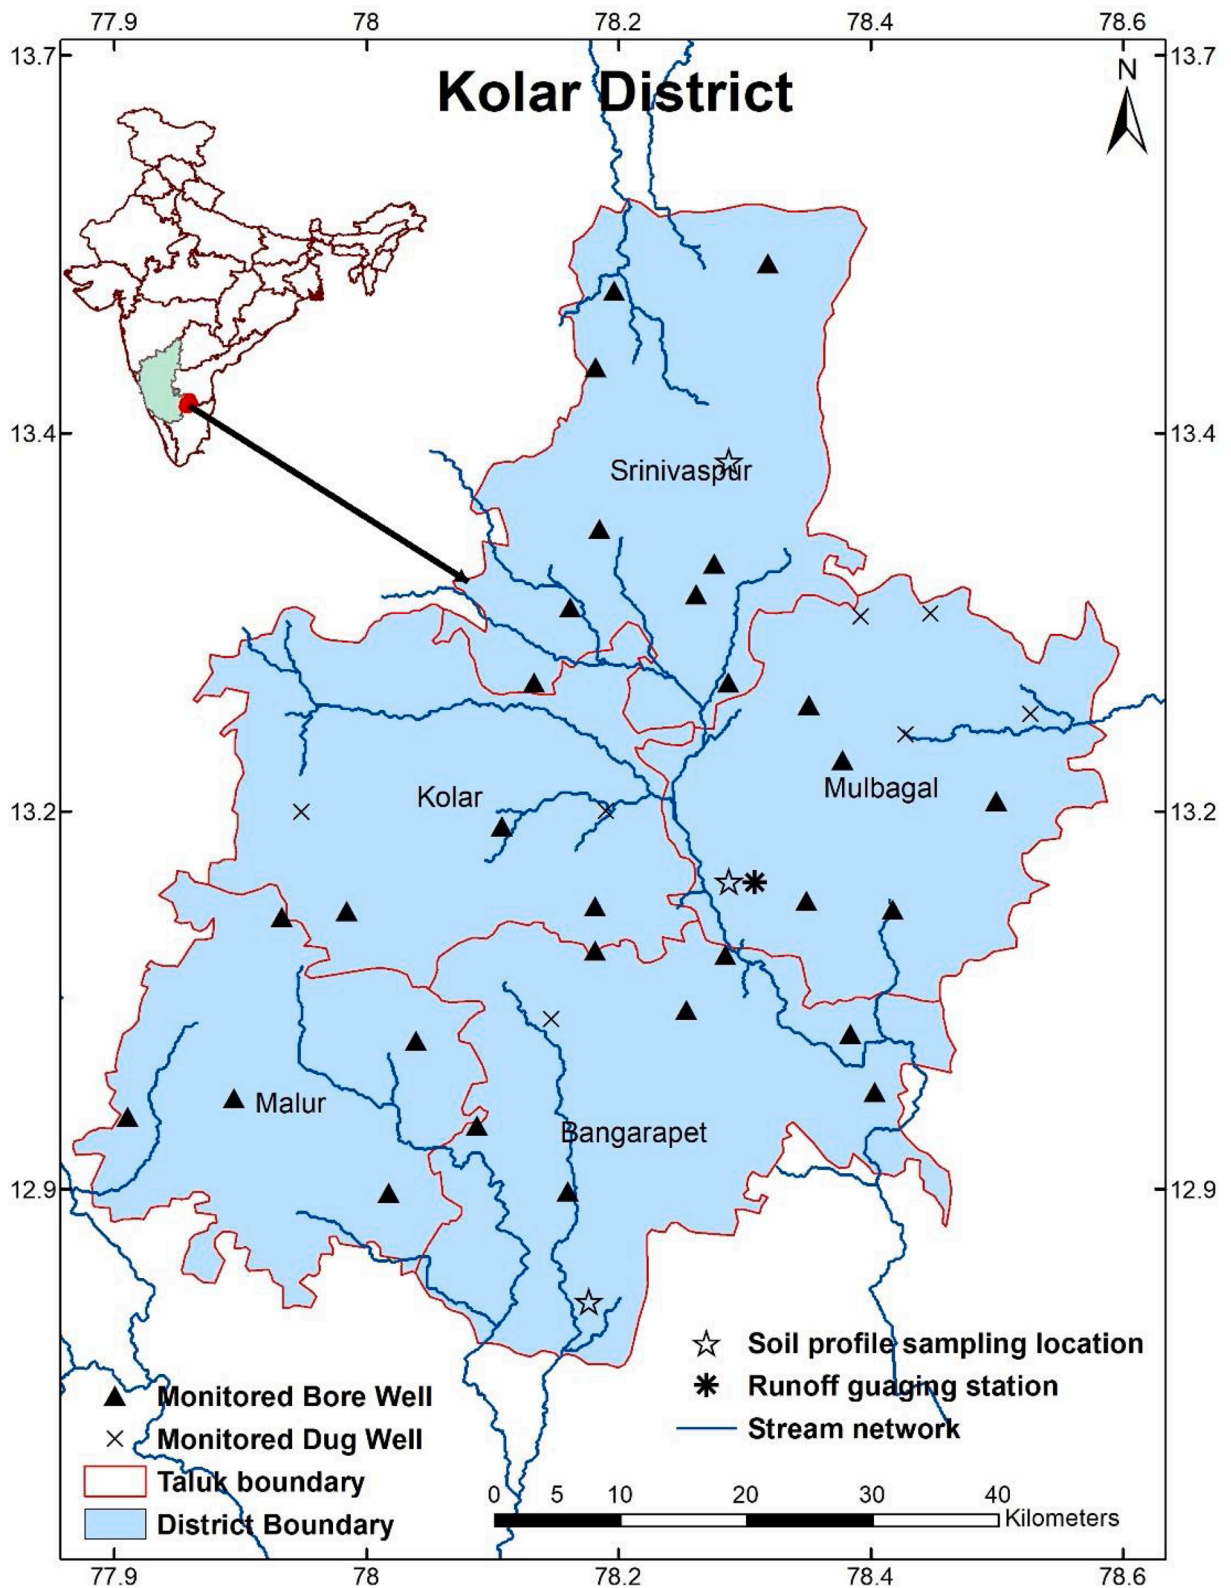 77.9 78 78.2 78.4 78.6
13.7 13.7
Kolar District
N
13.4 13.4
Srinivaspur
Kolar
Mulbagal
13.2 13.2
Malur
Bangarapet
12.9 12.9
Soil profile sampling location
Runoff guaging station
Stream network
Monitored Bore Well
Monitored Dug Well
Taluk boundary
District Boundary
0 5 10 20 30 40
Kilometers
77.9 78 78.2 78.4 78.6